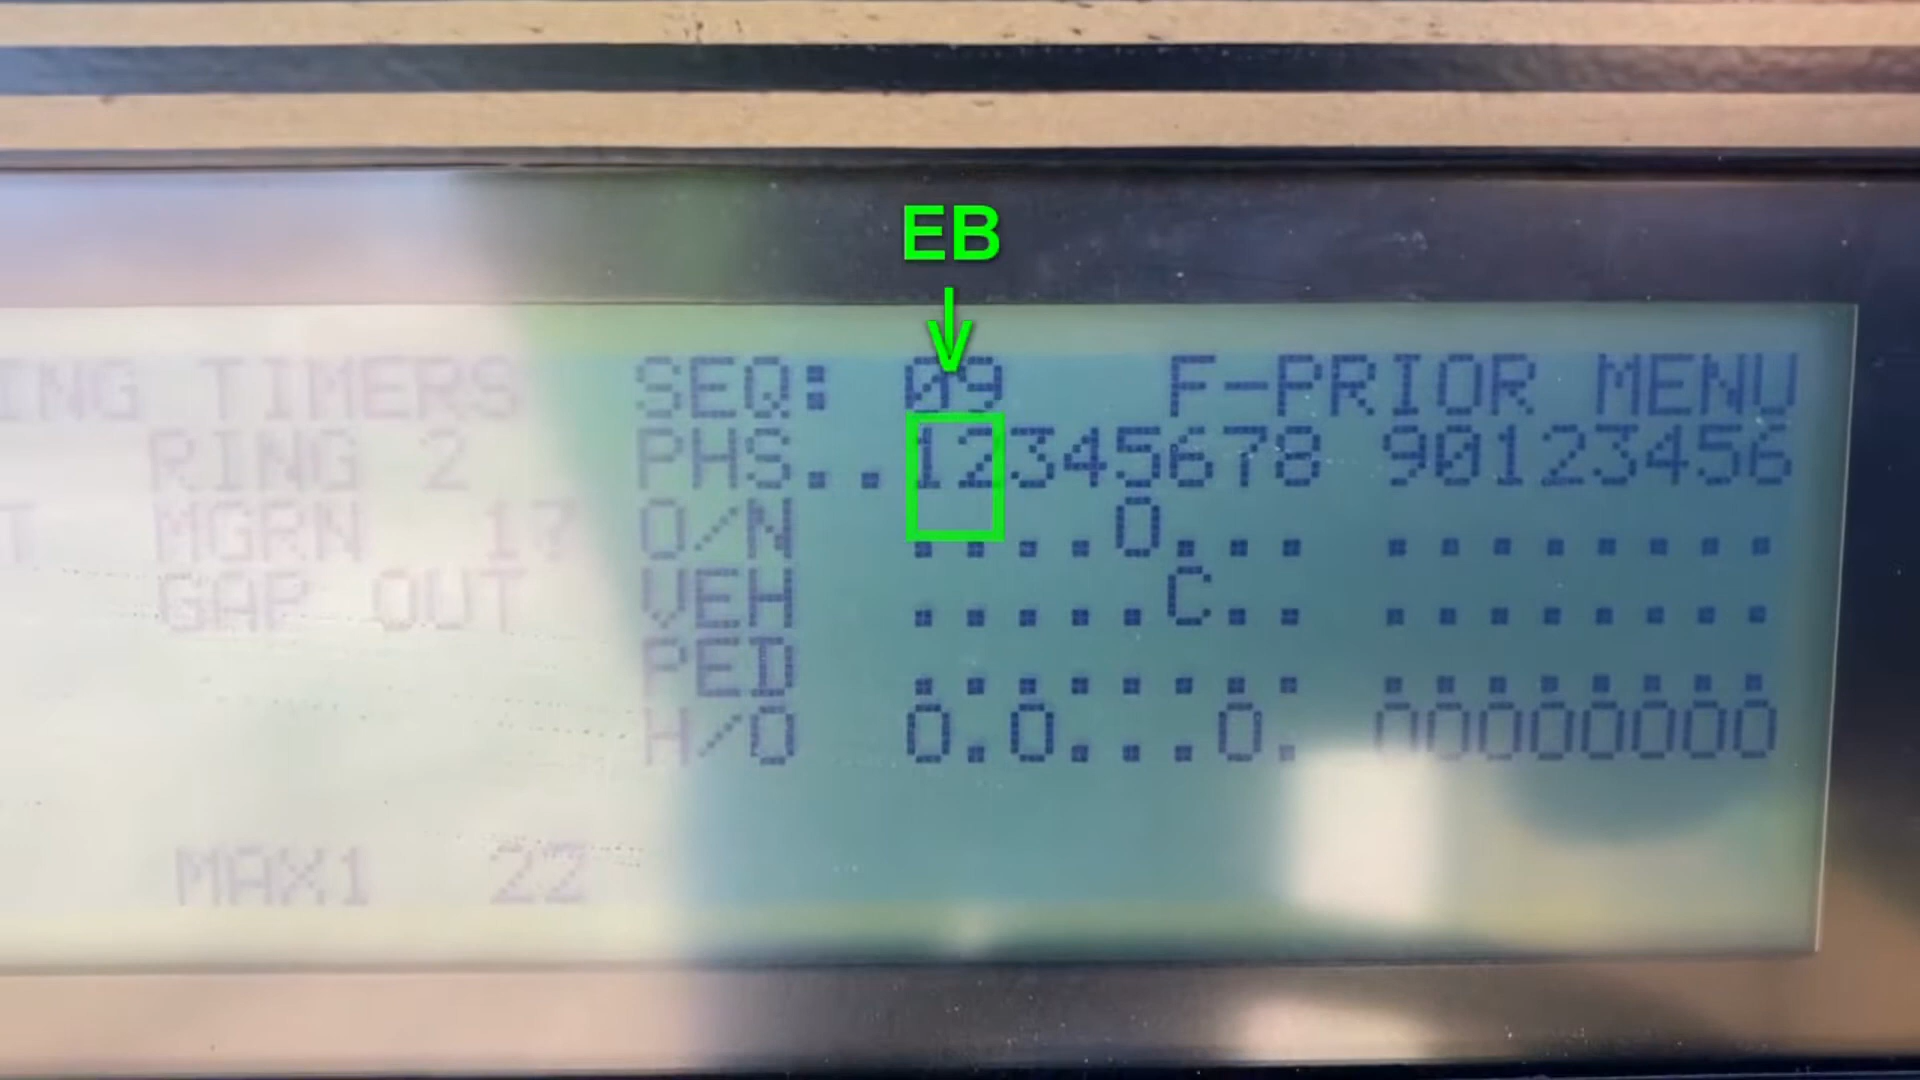 EB
ING TIMERS SEQ: 09 F-PRIOR MENU
RING 2 PHS..12345678 90123456
T MGRN 17 O/N ....O... ........
GAP OUT VEH .....C.. ........
PED ........ ........
H/O O.O...O. OOOOOOOO
MAX1 22